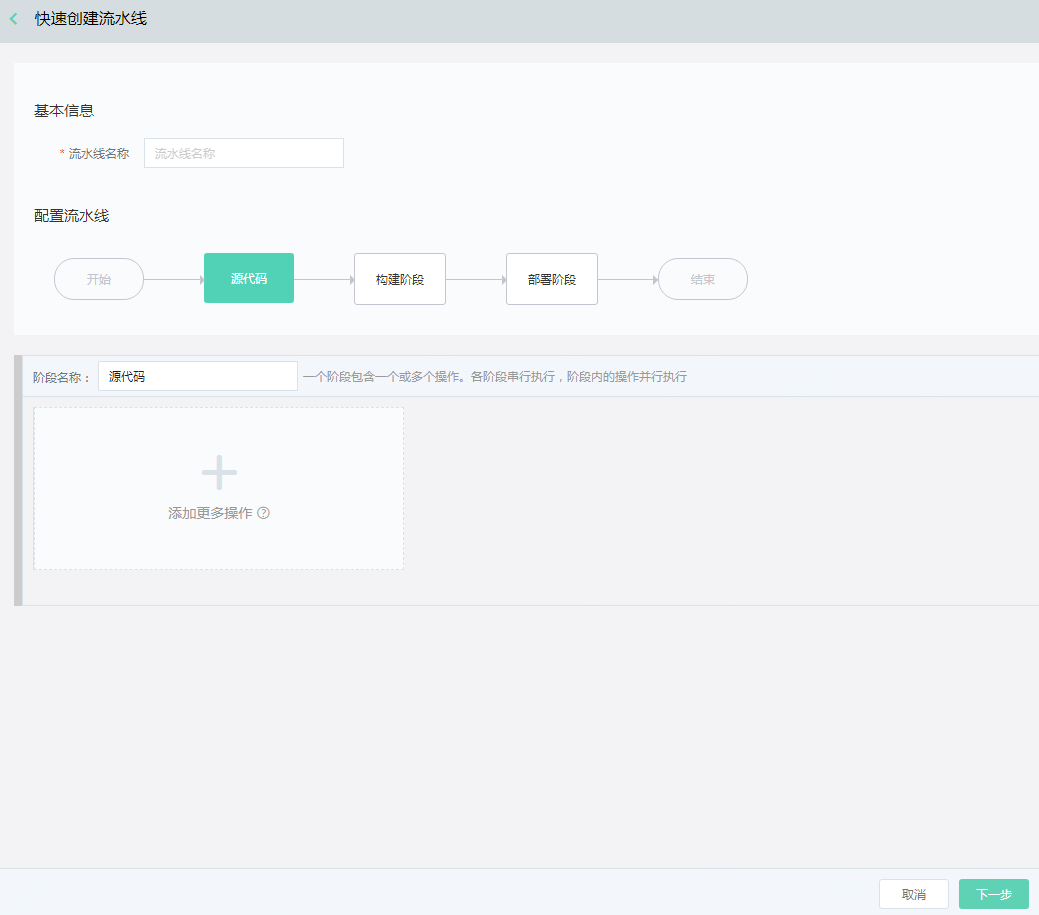 快速创建流水线
基本信息
* 流水线名称 流水线名称
配置流水线
开始 源代码 构建阶段 部署阶段 结束
阶段名称： 源代码 一个阶段包含一个或多个操作。各阶段串行执行，阶段内的操作并行执行
添加更多操作 ?
取消 下一步